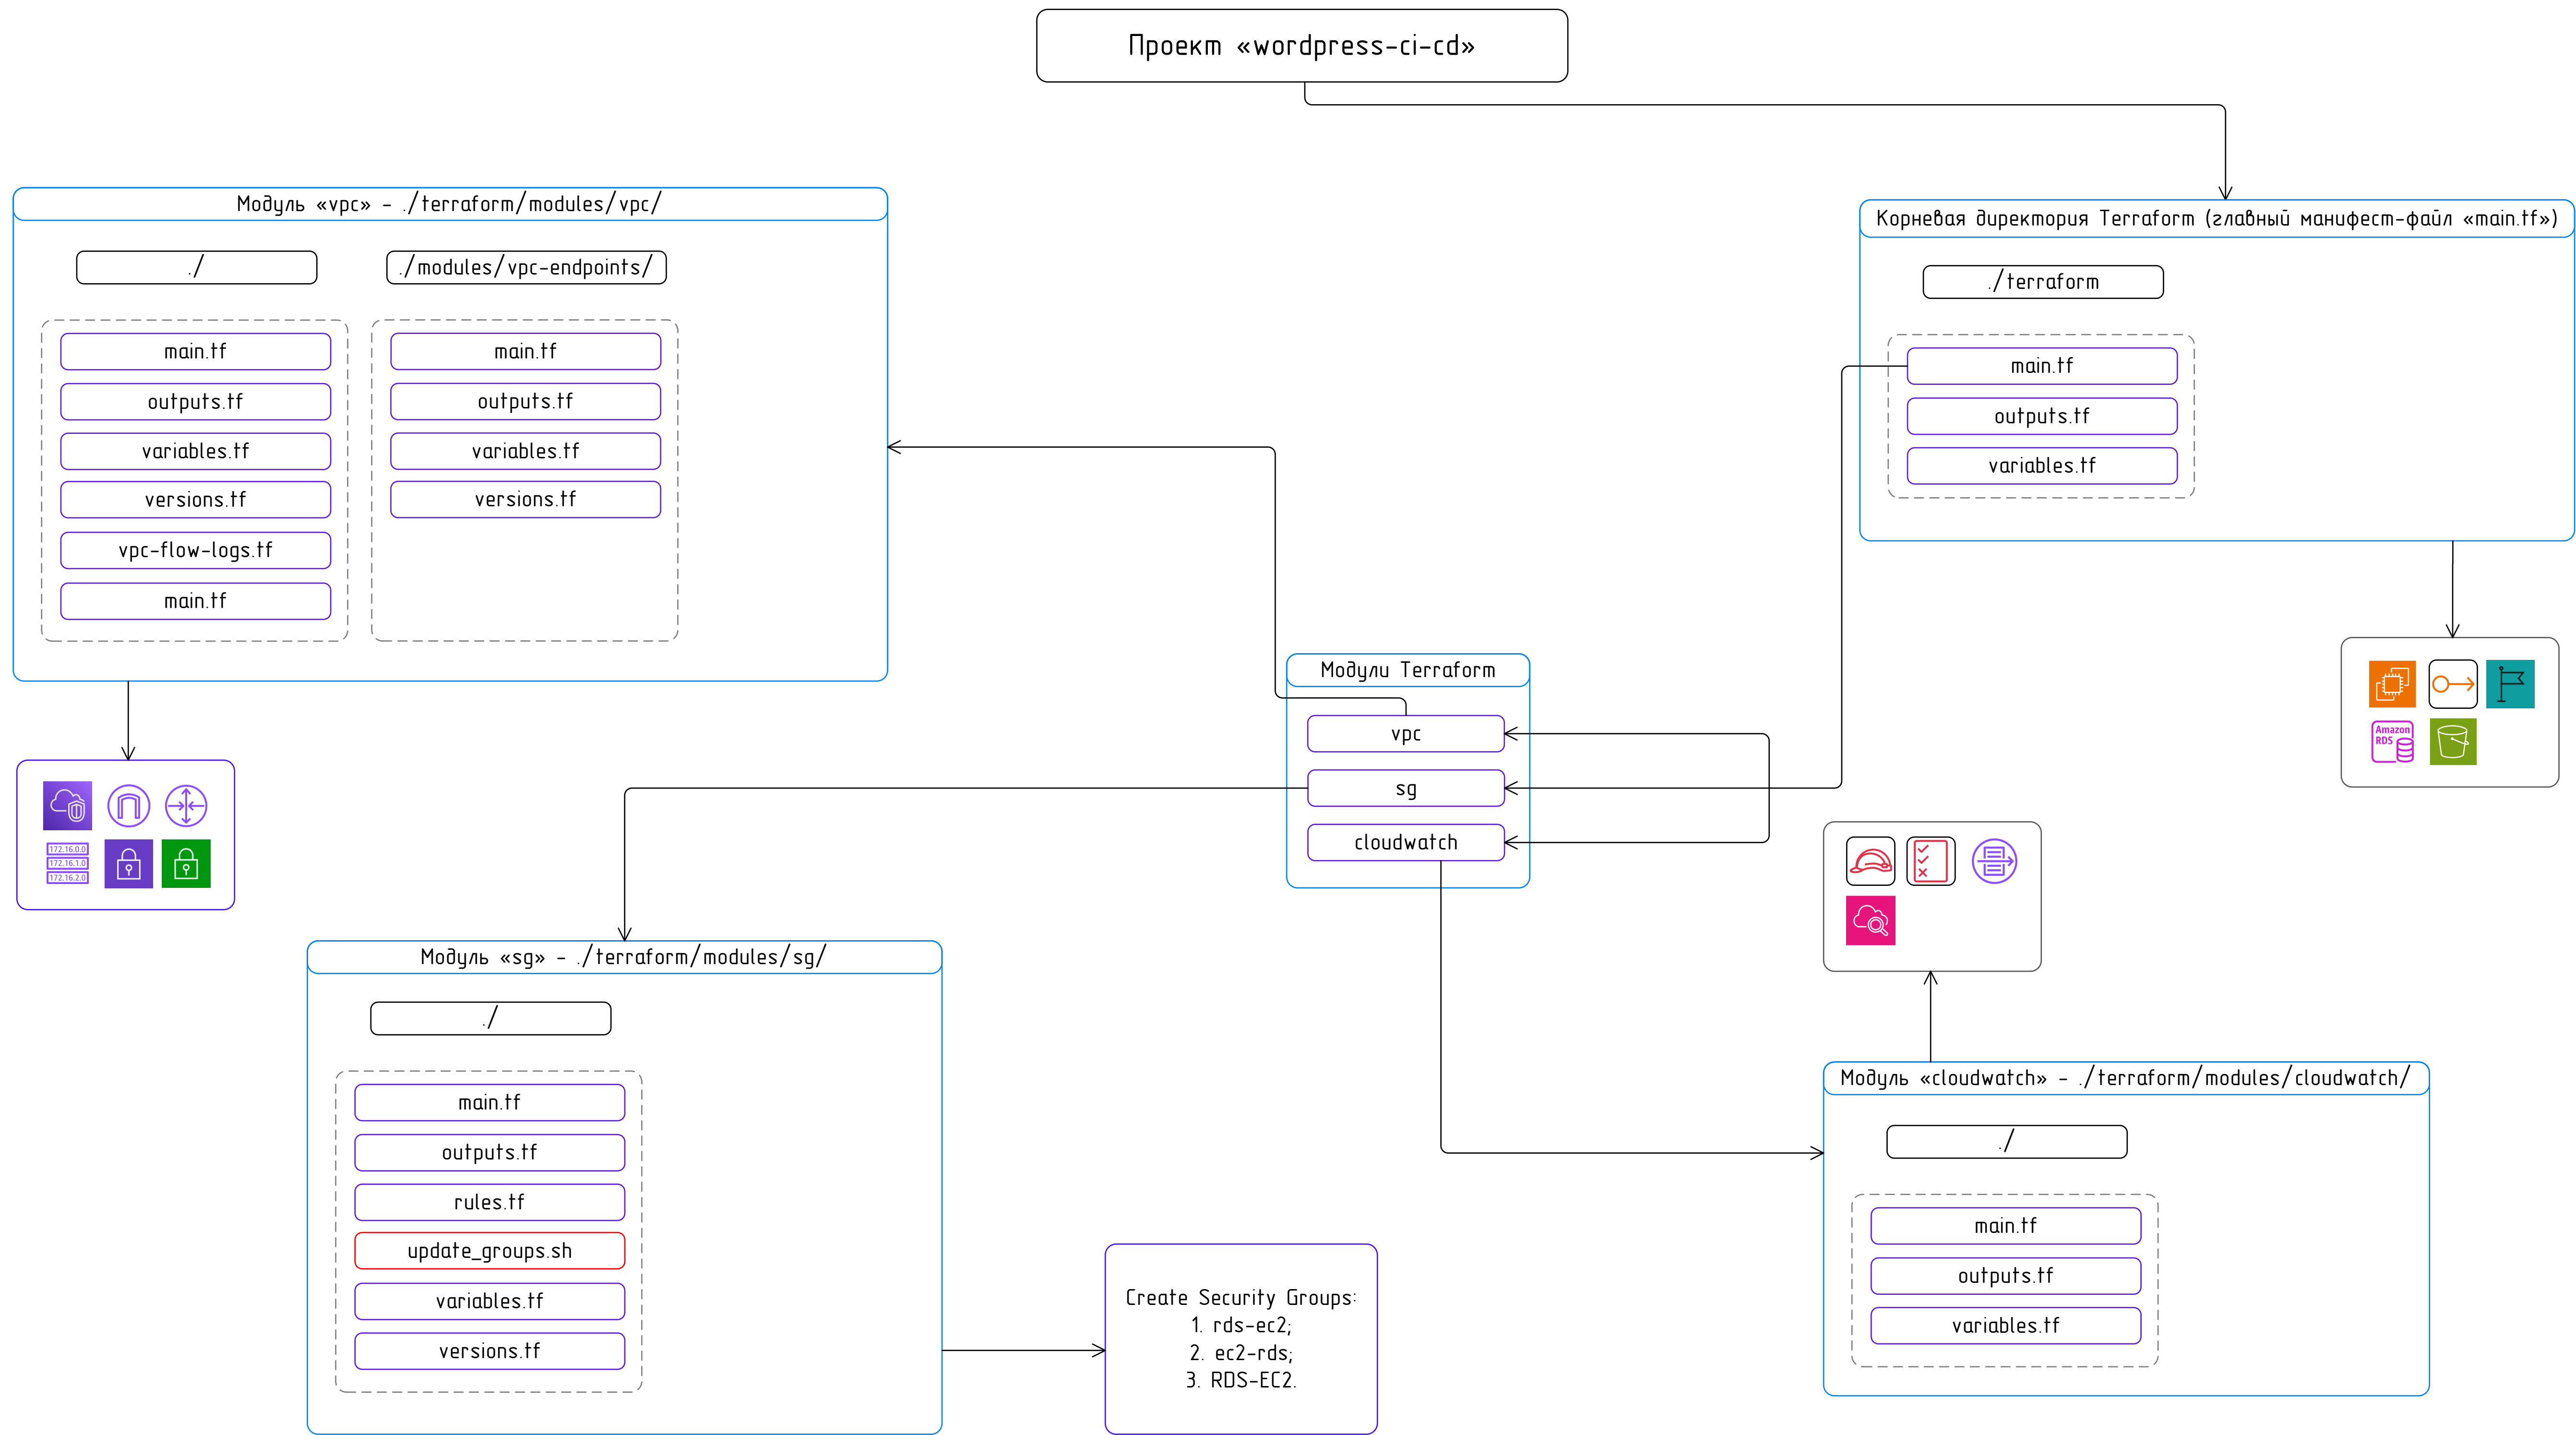 Проект «wordpress-ci-cd»
Модуль «vpc» - ./terraform/modules/vpc/
./
main.tf
outputs.tf
variables.tf
versions.tf
vpc-flow-logs.tf
main.tf
./modules/vpc-endpoints/
main.tf
outputs.tf
variables.tf
versions.tf
172.16.0.0
172.16.1.0
172.16.2.0
Корневая директория Terraform (главный манифест-файл «main.tf»)
./terraform
main.tf
outputs.tf
variables.tf
Amazon
RDS
Модули Terraform
vpc
sg
cloudwatch
Модуль «sg» - ./terraform/modules/sg/
./
main.tf
outputs.tf
rules.tf
update_groups.sh
variables.tf
versions.tf
Create Security Groups:
1. rds-ec2;
2. ec2-rds;
3. RDS-EC2.
Модуль «cloudwatch» - ./terraform/modules/cloudwatch/
./
main.tf
outputs.tf
variables.tf